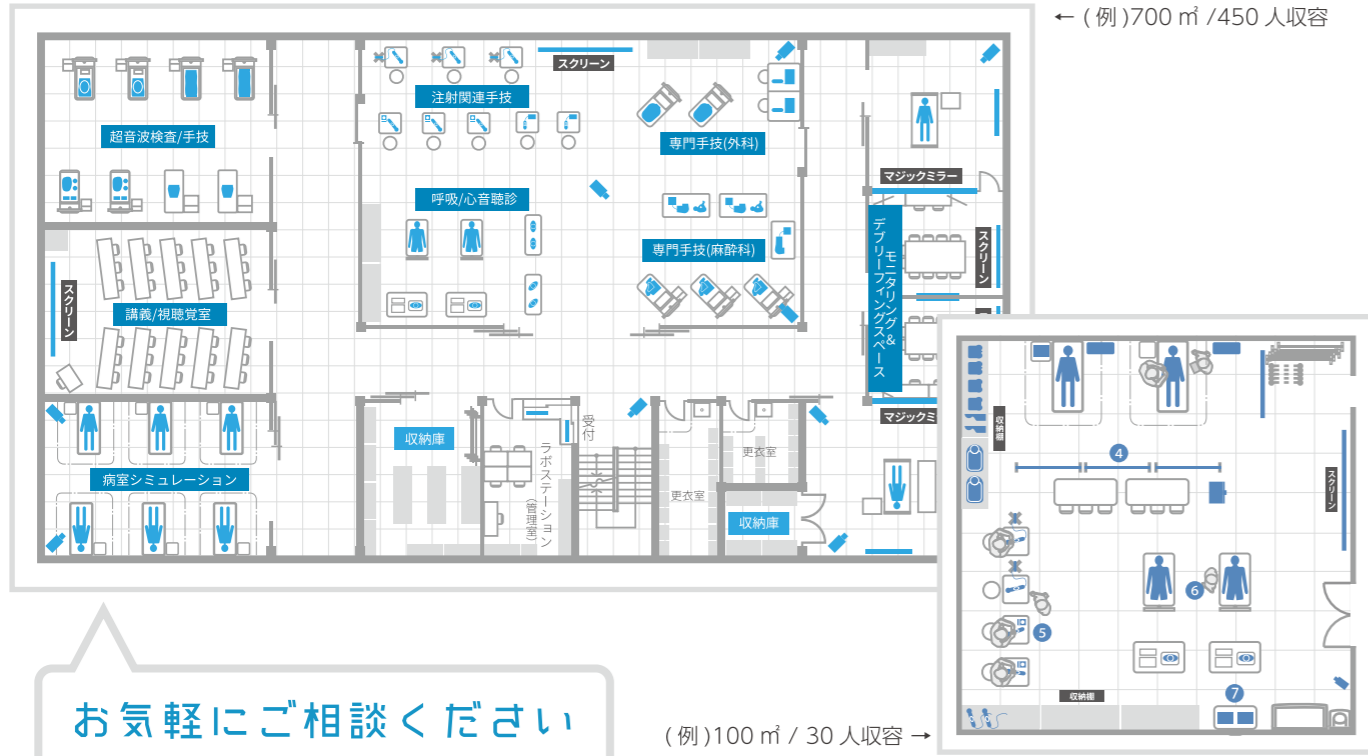 ←(例)700㎡/450人収容
スクリーン
注射関連手技
超音波検査/手技
専門手技(外科)
マジックミラー
呼吸/心音聴診
専門手技(麻酔科)
モニタリング&
デブリーフィングスペース
スクリーン
スクリーン
講義/視聴覚室
病室シミュレーション
収納庫
ラボステーション
(管理室)
受付
更衣室
更衣室
収納庫
マジックミ
収納棚
4
スクリーン
6
5
収納棚
7
お気軽にご相談ください
(例)100㎡/30人収容→